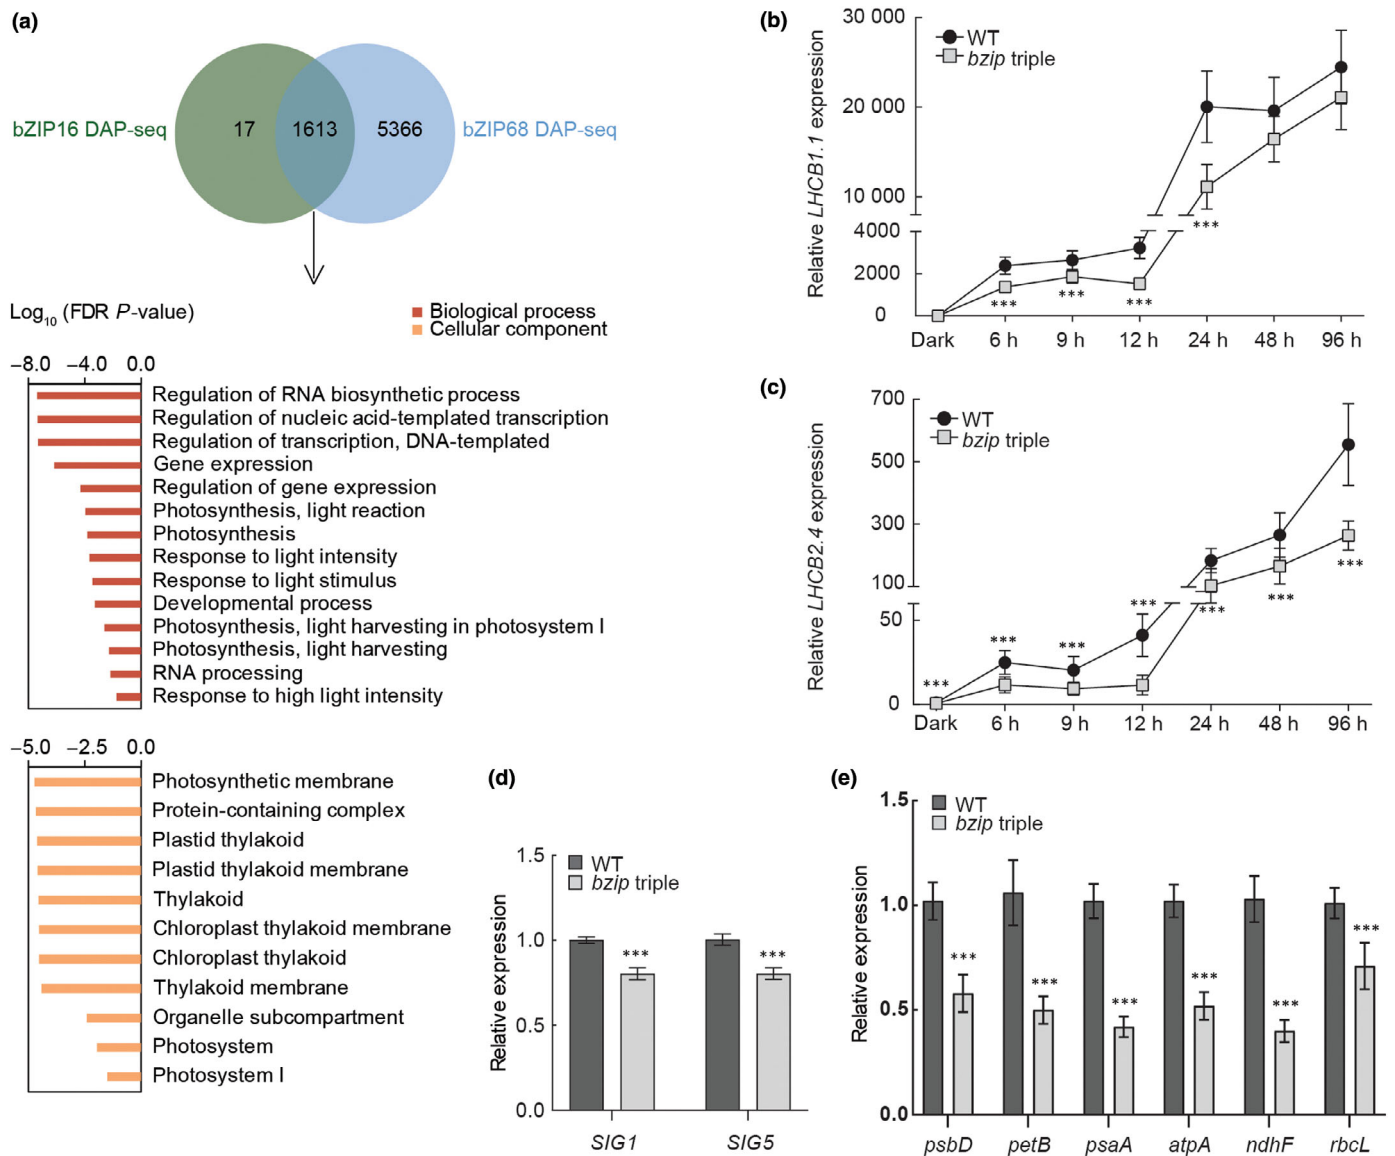 (a)
bZIP16 DAP-seq
17
1613
5366
bZIP68 DAP-seq
Log10 (FDR P-value)
Biological process
Cellular component
−8.0 −4.0 0.0
Regulation of RNA biosynthetic process
Regulation of nucleic acid-templated transcription
Regulation of transcription, DNA-templated
Gene expression
Regulation of gene expression
Photosynthesis, light reaction
Photosynthesis
Response to light intensity
Response to light stimulus
Developmental process
Photosynthesis, light harvesting in photosystem I
Photosynthesis, light harvesting
RNA processing
Response to high light intensity
−5.0 −2.5 0.0
Photosynthetic membrane
Protein-containing complex
Plastid thylakoid
Plastid thylakoid membrane
Thylakoid
Chloroplast thylakoid membrane
Chloroplast thylakoid
Thylakoid membrane
Organelle subcompartment
Photosystem
Photosystem I
(b)
Relative LHCB1.1 expression
30 000
20 000
10 000
4000
2000
0
WT
bzip triple
***
***
***
***
Dark 6 h 9 h 12 h 24 h 48 h 96 h
(c)
Relative LHCB2.4 expression
700
500
300
100
50
0
WT
bzip triple
***
***
***
***
***
***
***
Dark 6 h 9 h 12 h 24 h 48 h 96 h
(d)
Relative expression
1.5
1.0
0.5
0.0
WT
bzip triple
***
***
SIG1 SIG5
(e)
Relative expression
1.5
1.0
0.5
0.0
WT
bzip triple
***
***
***
***
***
***
psbD petB psaA atpA ndhF rbcL